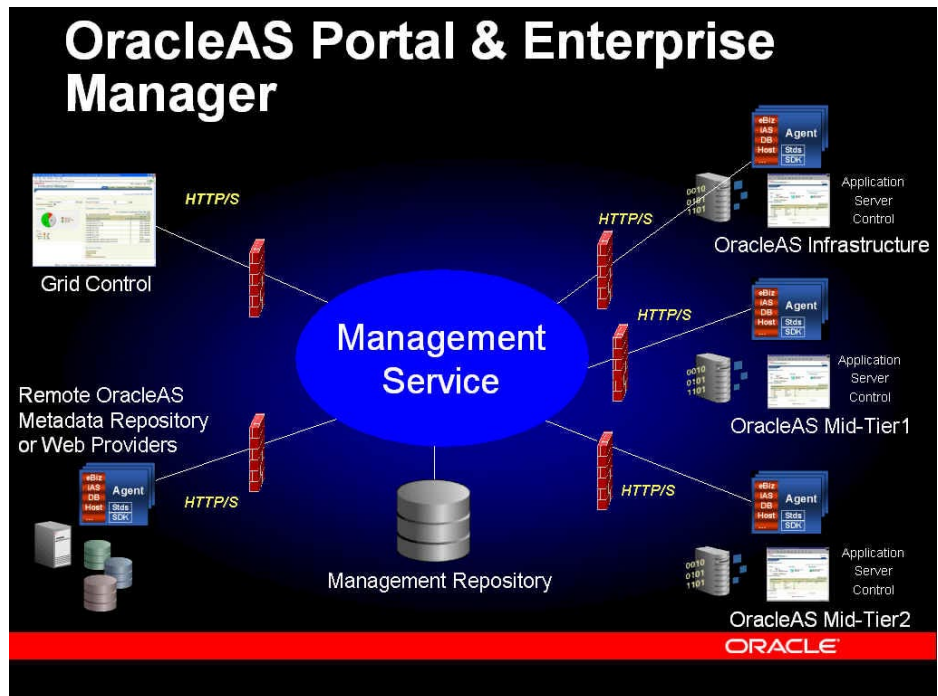 OracleAS Portal & Enterprise
Manager
HTTP/S
Grid Control
Remote OracleAS
Metadata Repository
or Web Providers
eBiz
iAS
DB
Host
....
Agent
Stds
SDK
HTTP/S
Management
Service
Management Repository
HTTP/S
eBiz
iAS
DB
Host
....
Agent
Stds
SDK
0010
0101
1101
Application
Server
Control
OracleAS Infrastructure
HTTP/S
eBiz
iAS
DB
Host
....
Agent
Stds
SDK
0010
0101
1101
Application
Server
Control
OracleAS Mid-Tier1
HTTP/S
eBiz
iAS
DB
Host
....
Agent
Stds
SDK
0010
0101
1101
Application
Server
Control
OracleAS Mid-Tier2
ORACLE